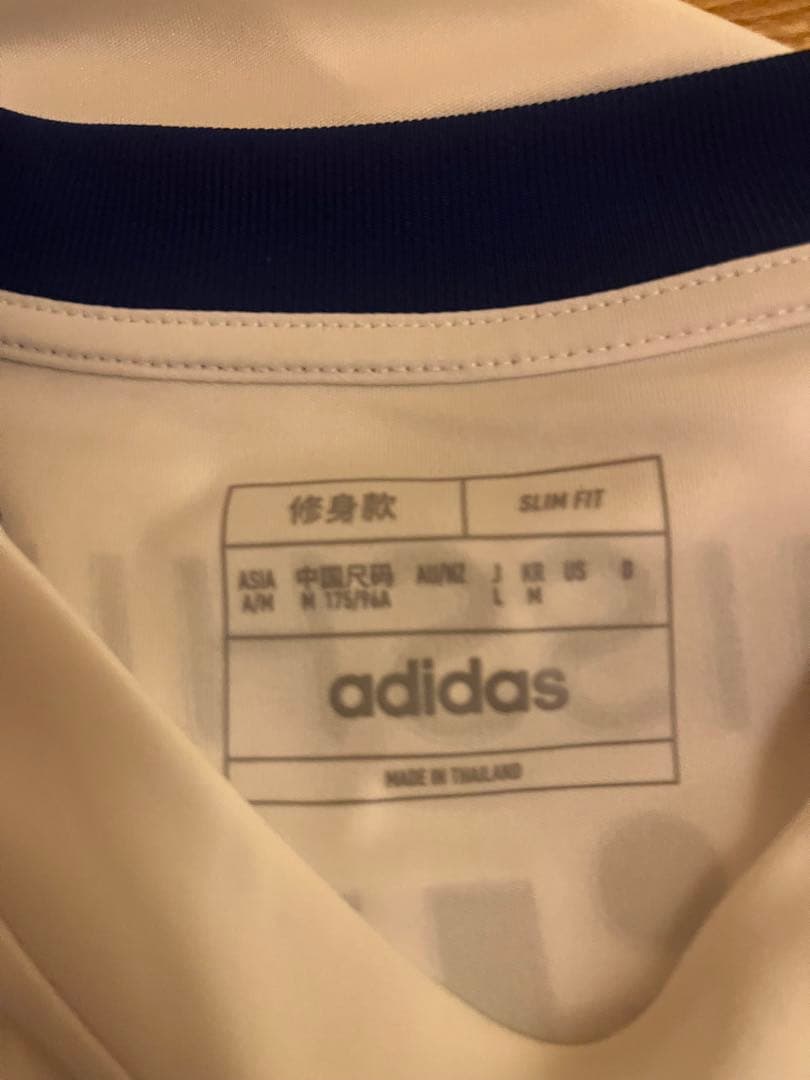 修身款 SLIM FIT
ASIA 中国尺码 AU/NZ J KR US D
A/M M 175/96A L M
adidas
MADE IN THAILAND